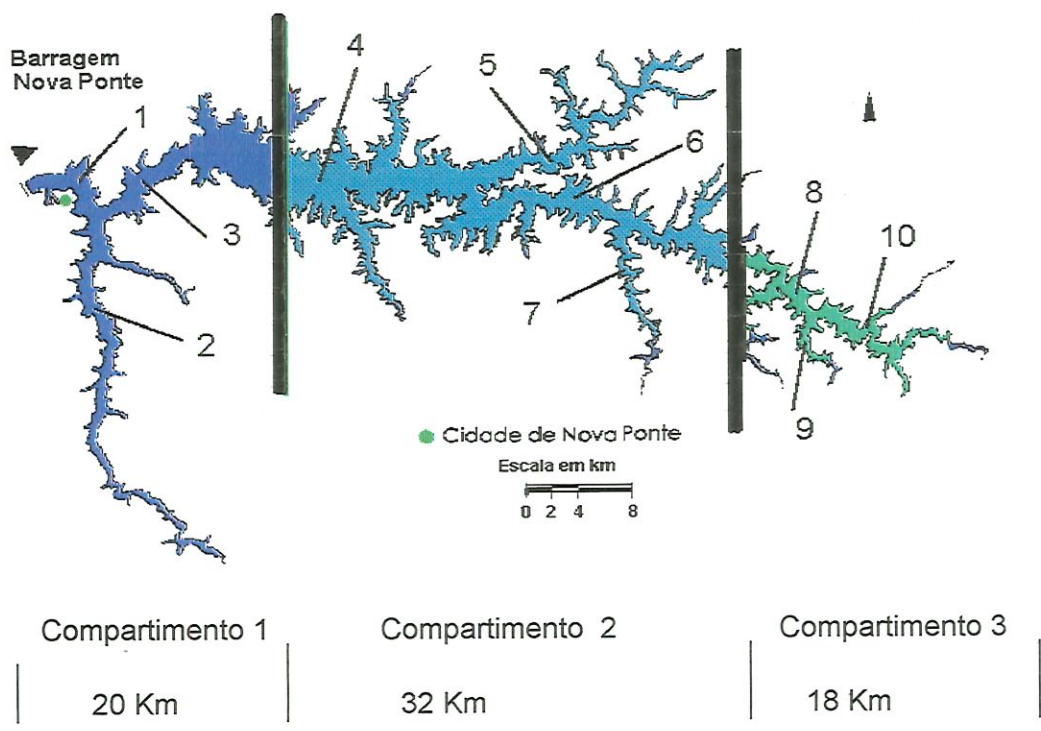 Barragem
Nova Ponte
1
2
3
4
5
6
7
8
9
10
Cidade de Nova Ponte
Escala em km
0 2 4 8
Compartimento 1
Compartimento 2
Compartimento 3
20 Km
32 Km
18 Km